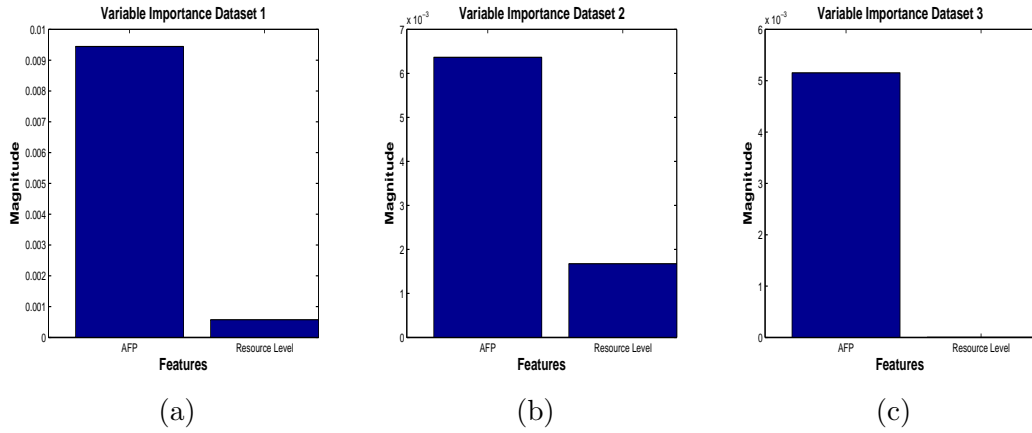 Variable Importance Dataset 1
0.01
0.009
0.008
0.007
0.006
0.005
0.004
0.003
0.002
0.001
0
Magnitude
AFP Resource Level
Features
(a)
Variable Importance Dataset 2
x 10^-3
7
6
5
4
3
2
1
0
Magnitude
AFP Resource Level
Features
(b)
Variable Importance Dataset 3
x 10^-3
6
5
4
3
2
1
0
Magnitude
AFP Resource Level
Features
(c)